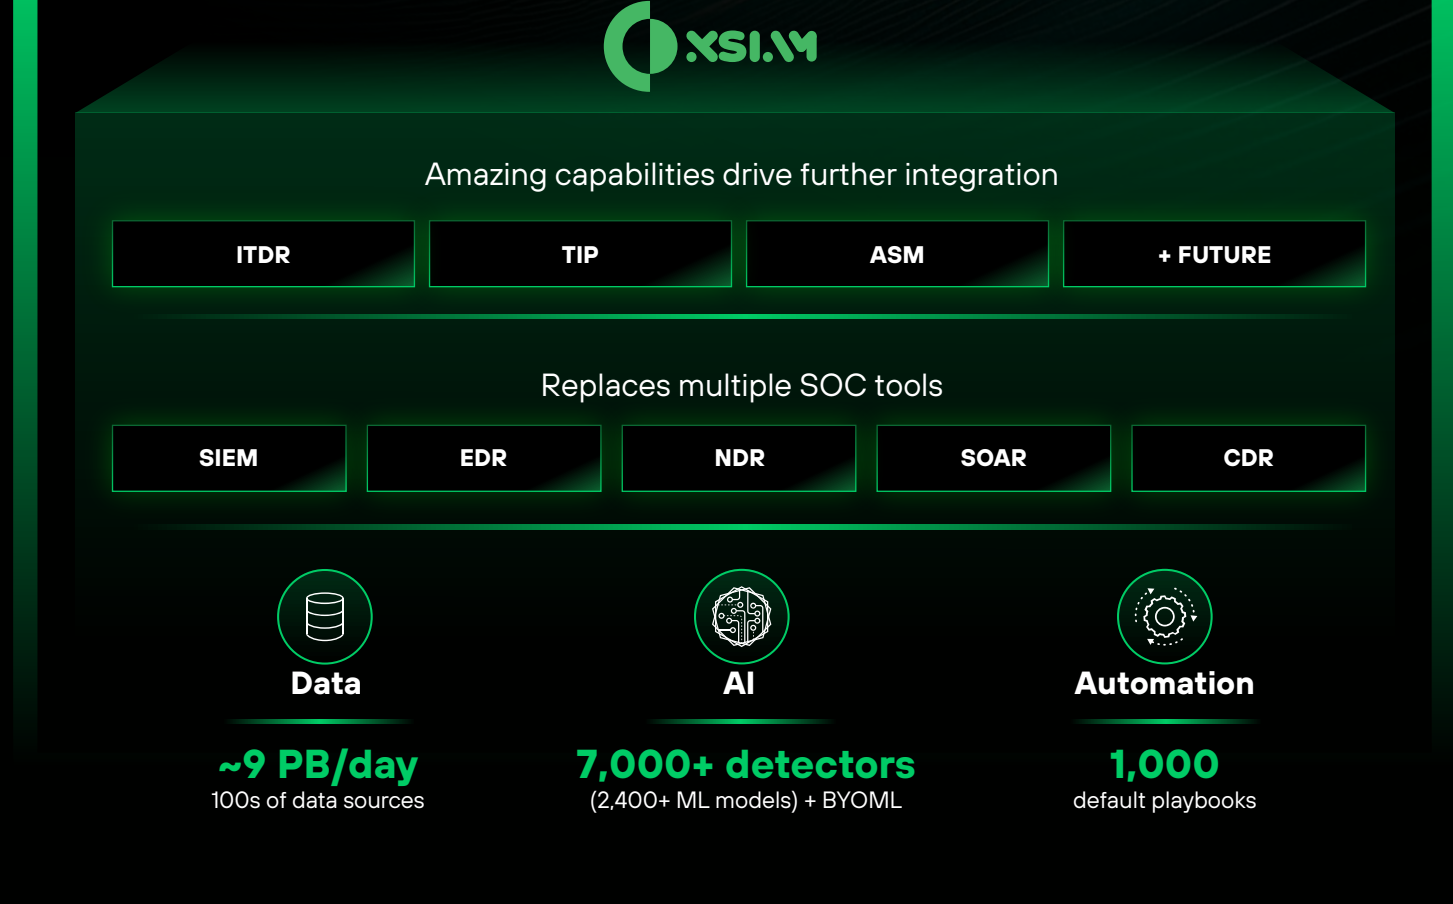 XSIAM
Amazing capabilities drive further integration
ITDR
TIP
ASM
+ FUTURE
Replaces multiple SOC tools
SIEM
EDR
NDR
SOAR
CDR
Data
AI
Automation
~9 PB/day
7,000+ detectors
1,000
100s of data sources
(2,400+ ML models) + BYOML
default playbooks